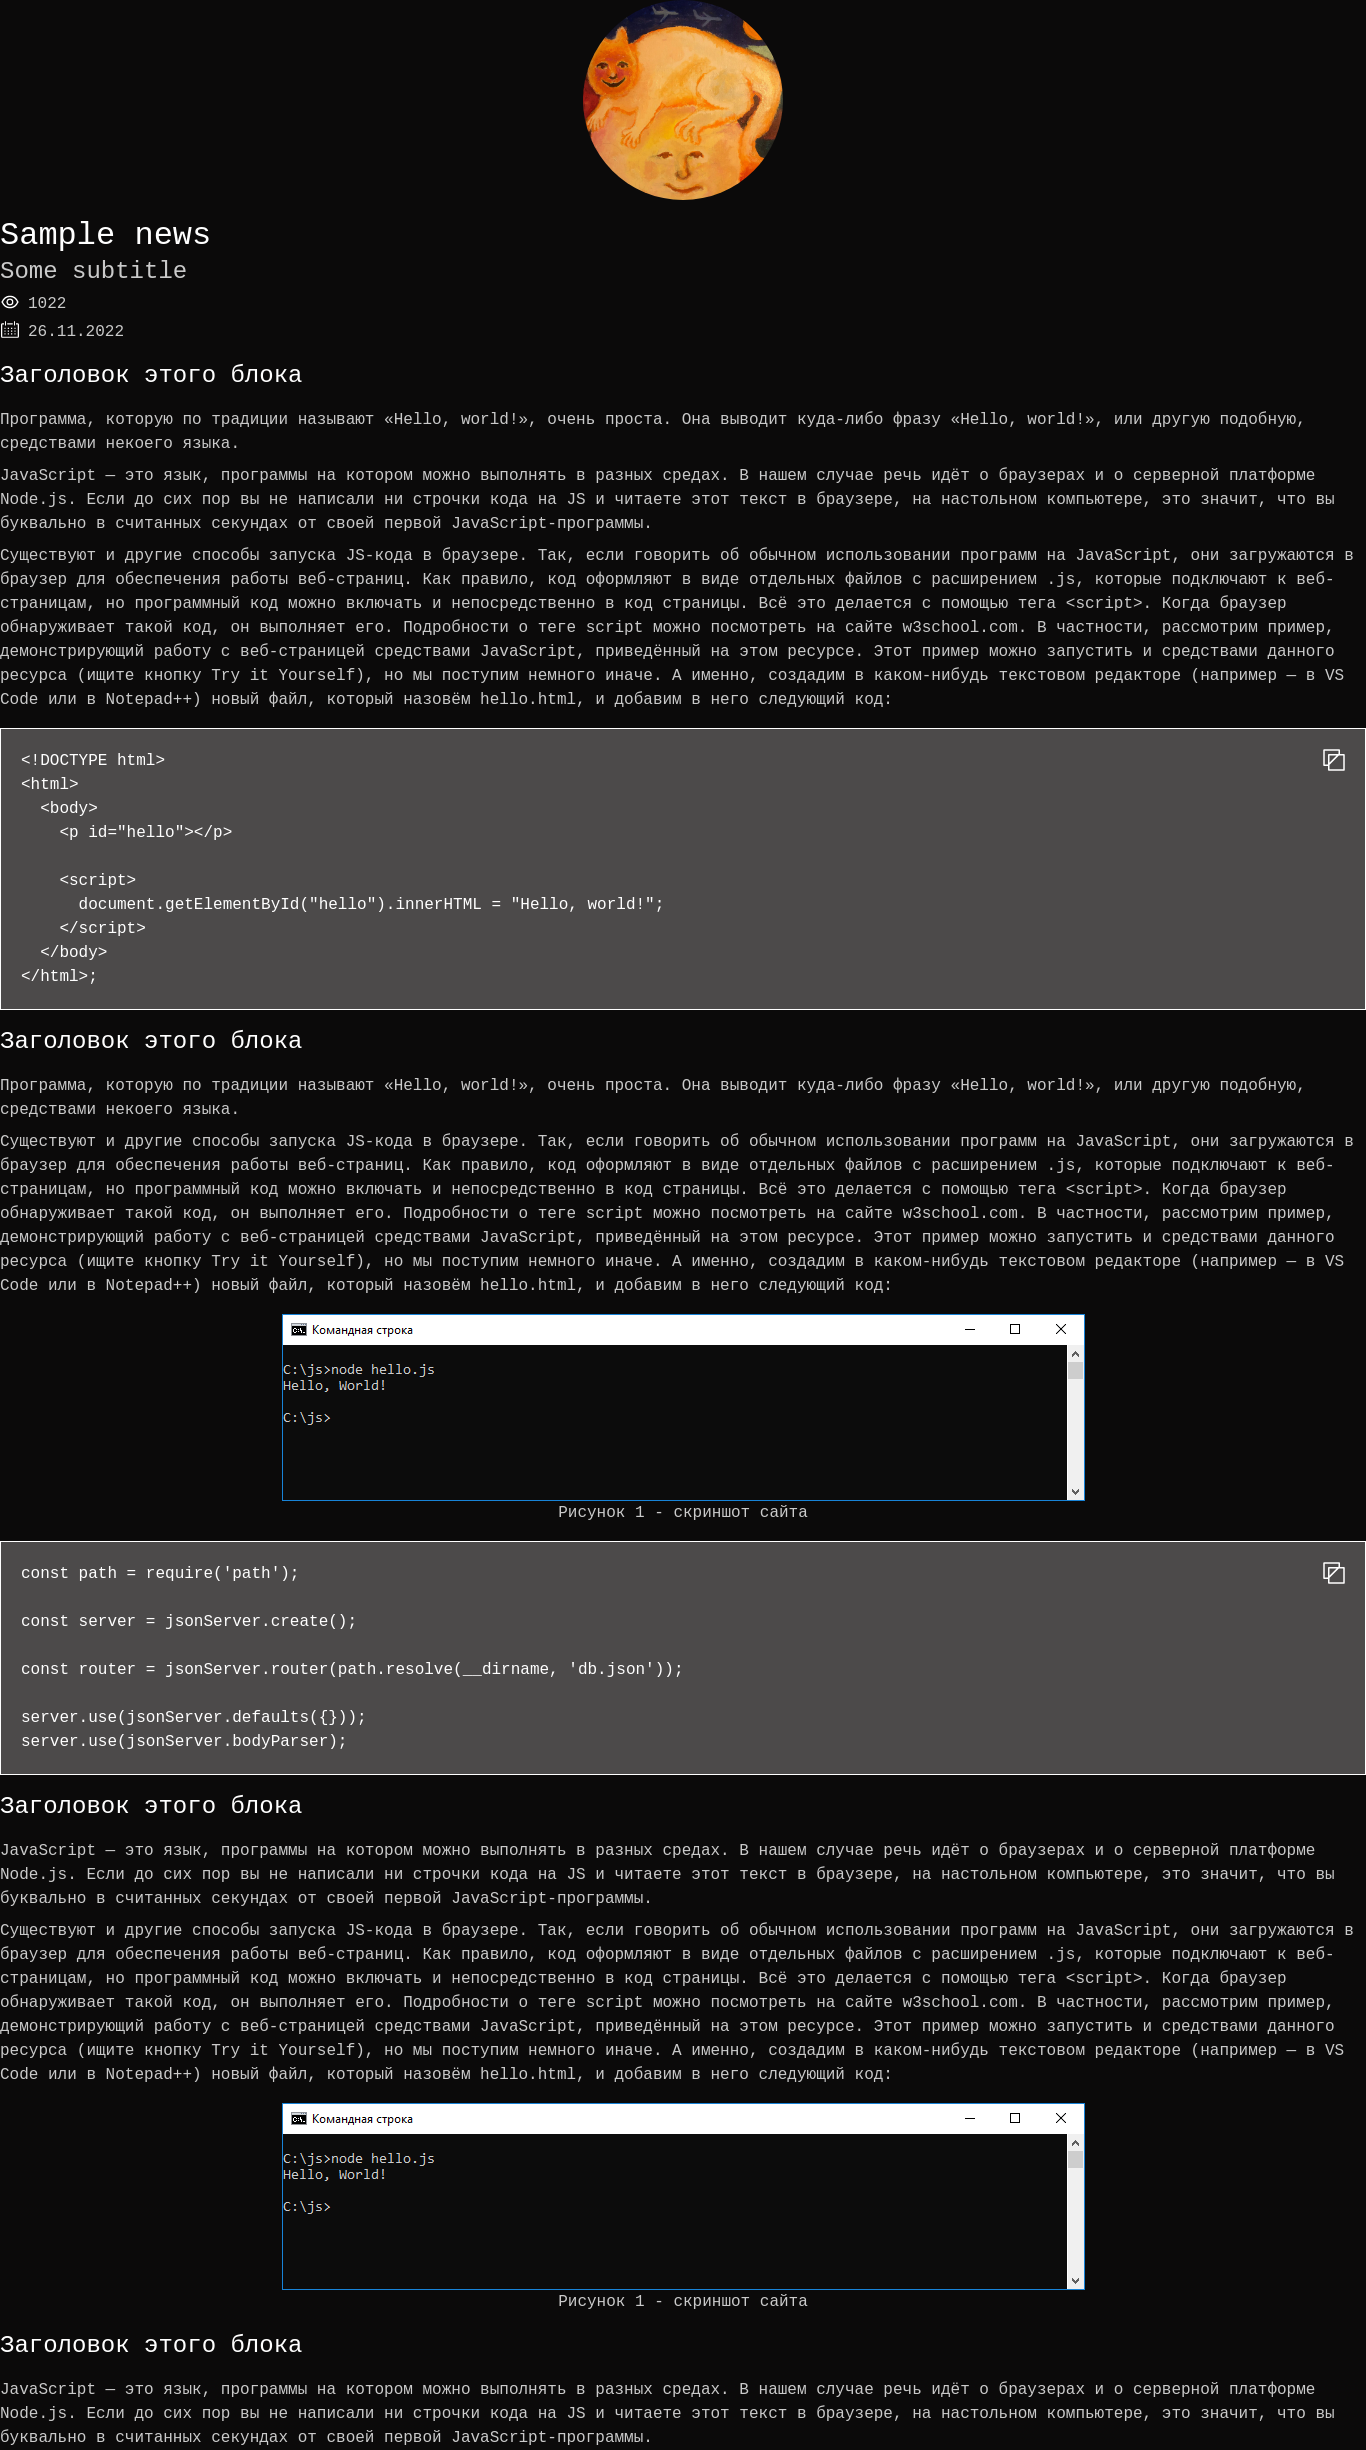 Sample news
Some subtitle
1022
26.11.2022
Заголовок этого блока
Программа, которую по традиции называют «Hello, world!», очень проста. Она выводит куда-либо фразу «Hello, world!», или другую подобную,
средствами некоего языка.
JavaScript — это язык, программы на котором можно выполнять в разных средах. В нашем случае речь идёт о браузерах и о серверной платформе
Node.js. Если до сих пор вы не написали ни строчки кода на JS и читаете этот текст в браузере, на настольном компьютере, это значит, что вы
буквально в считанных секундах от своей первой JavaScript-программы.
Существуют и другие способы запуска JS-кода в браузере. Так, если говорить об обычном использовании программ на JavaScript, они загружаются в
браузер для обеспечения работы веб-страниц. Как правило, код оформляют в виде отдельных файлов с расширением .js, которые подключают к веб-
страницам, но программный код можно включать и непосредственно в код страницы. Всё это делается с помощью тега <script>. Когда браузер
обнаруживает такой код, он выполняет его. Подробности о теге script можно посмотреть на сайте w3school.com. В частности, рассмотрим пример,
демонстрирующий работу с веб-страницей средствами JavaScript, приведённый на этом ресурсе. Этот пример можно запустить и средствами данного
ресурса (ищите кнопку Try it Yourself), но мы поступим немного иначе. А именно, создадим в каком-нибудь текстовом редакторе (например — в VS
Code или в Notepad++) новый файл, который назовём hello.html, и добавим в него следующий код:
<!DOCTYPE html>
<html>
  <body>
    <p id="hello"></p>

    <script>
      document.getElementById("hello").innerHTML = "Hello, world!";
    </script>
  </body>
</html>;
Заголовок этого блока
Программа, которую по традиции называют «Hello, world!», очень проста. Она выводит куда-либо фразу «Hello, world!», или другую подобную,
средствами некоего языка.
Существуют и другие способы запуска JS-кода в браузере. Так, если говорить об обычном использовании программ на JavaScript, они загружаются в
браузер для обеспечения работы веб-страниц. Как правило, код оформляют в виде отдельных файлов с расширением .js, которые подключают к веб-
страницам, но программный код можно включать и непосредственно в код страницы. Всё это делается с помощью тега <script>. Когда браузер
обнаруживает такой код, он выполняет его. Подробности о теге script можно посмотреть на сайте w3school.com. В частности, рассмотрим пример,
демонстрирующий работу с веб-страницей средствами JavaScript, приведённый на этом ресурсе. Этот пример можно запустить и средствами данного
ресурса (ищите кнопку Try it Yourself), но мы поступим немного иначе. А именно, создадим в каком-нибудь текстовом редакторе (например — в VS
Code или в Notepad++) новый файл, который назовём hello.html, и добавим в него следующий код:
Командная строка
C:\js>node hello.js
Hello, World!
C:\js>
Рисунок 1 - скриншот сайта
const path = require('path');

const server = jsonServer.create();

const router = jsonServer.router(path.resolve(__dirname, 'db.json'));

server.use(jsonServer.defaults({}));
server.use(jsonServer.bodyParser);
Заголовок этого блока
JavaScript — это язык, программы на котором можно выполнять в разных средах. В нашем случае речь идёт о браузерах и о серверной платформе
Node.js. Если до сих пор вы не написали ни строчки кода на JS и читаете этот текст в браузере, на настольном компьютере, это значит, что вы
буквально в считанных секундах от своей первой JavaScript-программы.
Существуют и другие способы запуска JS-кода в браузере. Так, если говорить об обычном использовании программ на JavaScript, они загружаются в
браузер для обеспечения работы веб-страниц. Как правило, код оформляют в виде отдельных файлов с расширением .js, которые подключают к веб-
страницам, но программный код можно включать и непосредственно в код страницы. Всё это делается с помощью тега <script>. Когда браузер
обнаруживает такой код, он выполняет его. Подробности о теге script можно посмотреть на сайте w3school.com. В частности, рассмотрим пример,
демонстрирующий работу с веб-страницей средствами JavaScript, приведённый на этом ресурсе. Этот пример можно запустить и средствами данного
ресурса (ищите кнопку Try it Yourself), но мы поступим немного иначе. А именно, создадим в каком-нибудь текстовом редакторе (например — в VS
Code или в Notepad++) новый файл, который назовём hello.html, и добавим в него следующий код:
Командная строка
C:\js>node hello.js
Hello, World!
C:\js>
Рисунок 1 - скриншот сайта
Заголовок этого блока
JavaScript — это язык, программы на котором можно выполнять в разных средах. В нашем случае речь идёт о браузерах и о серверной платформе
Node.js. Если до сих пор вы не написали ни строчки кода на JS и читаете этот текст в браузере, на настольном компьютере, это значит, что вы
буквально в считанных секундах от своей первой JavaScript-программы.